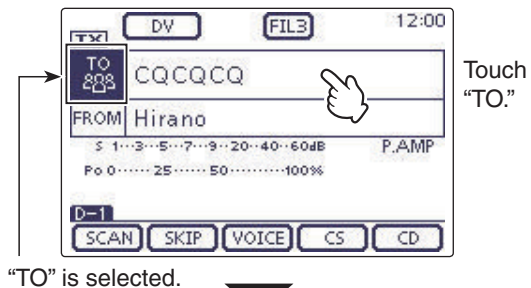 DV FIL3 12:00
TX
TO CQCQCQ
Touch
"TO."
FROM Hirano
S 1··3··5··7··9··20··40··60dB P.AMP
Po 0······25······50··········100%
D-1
SCAN SKIP VOICE CS CD
"TO" is selected.